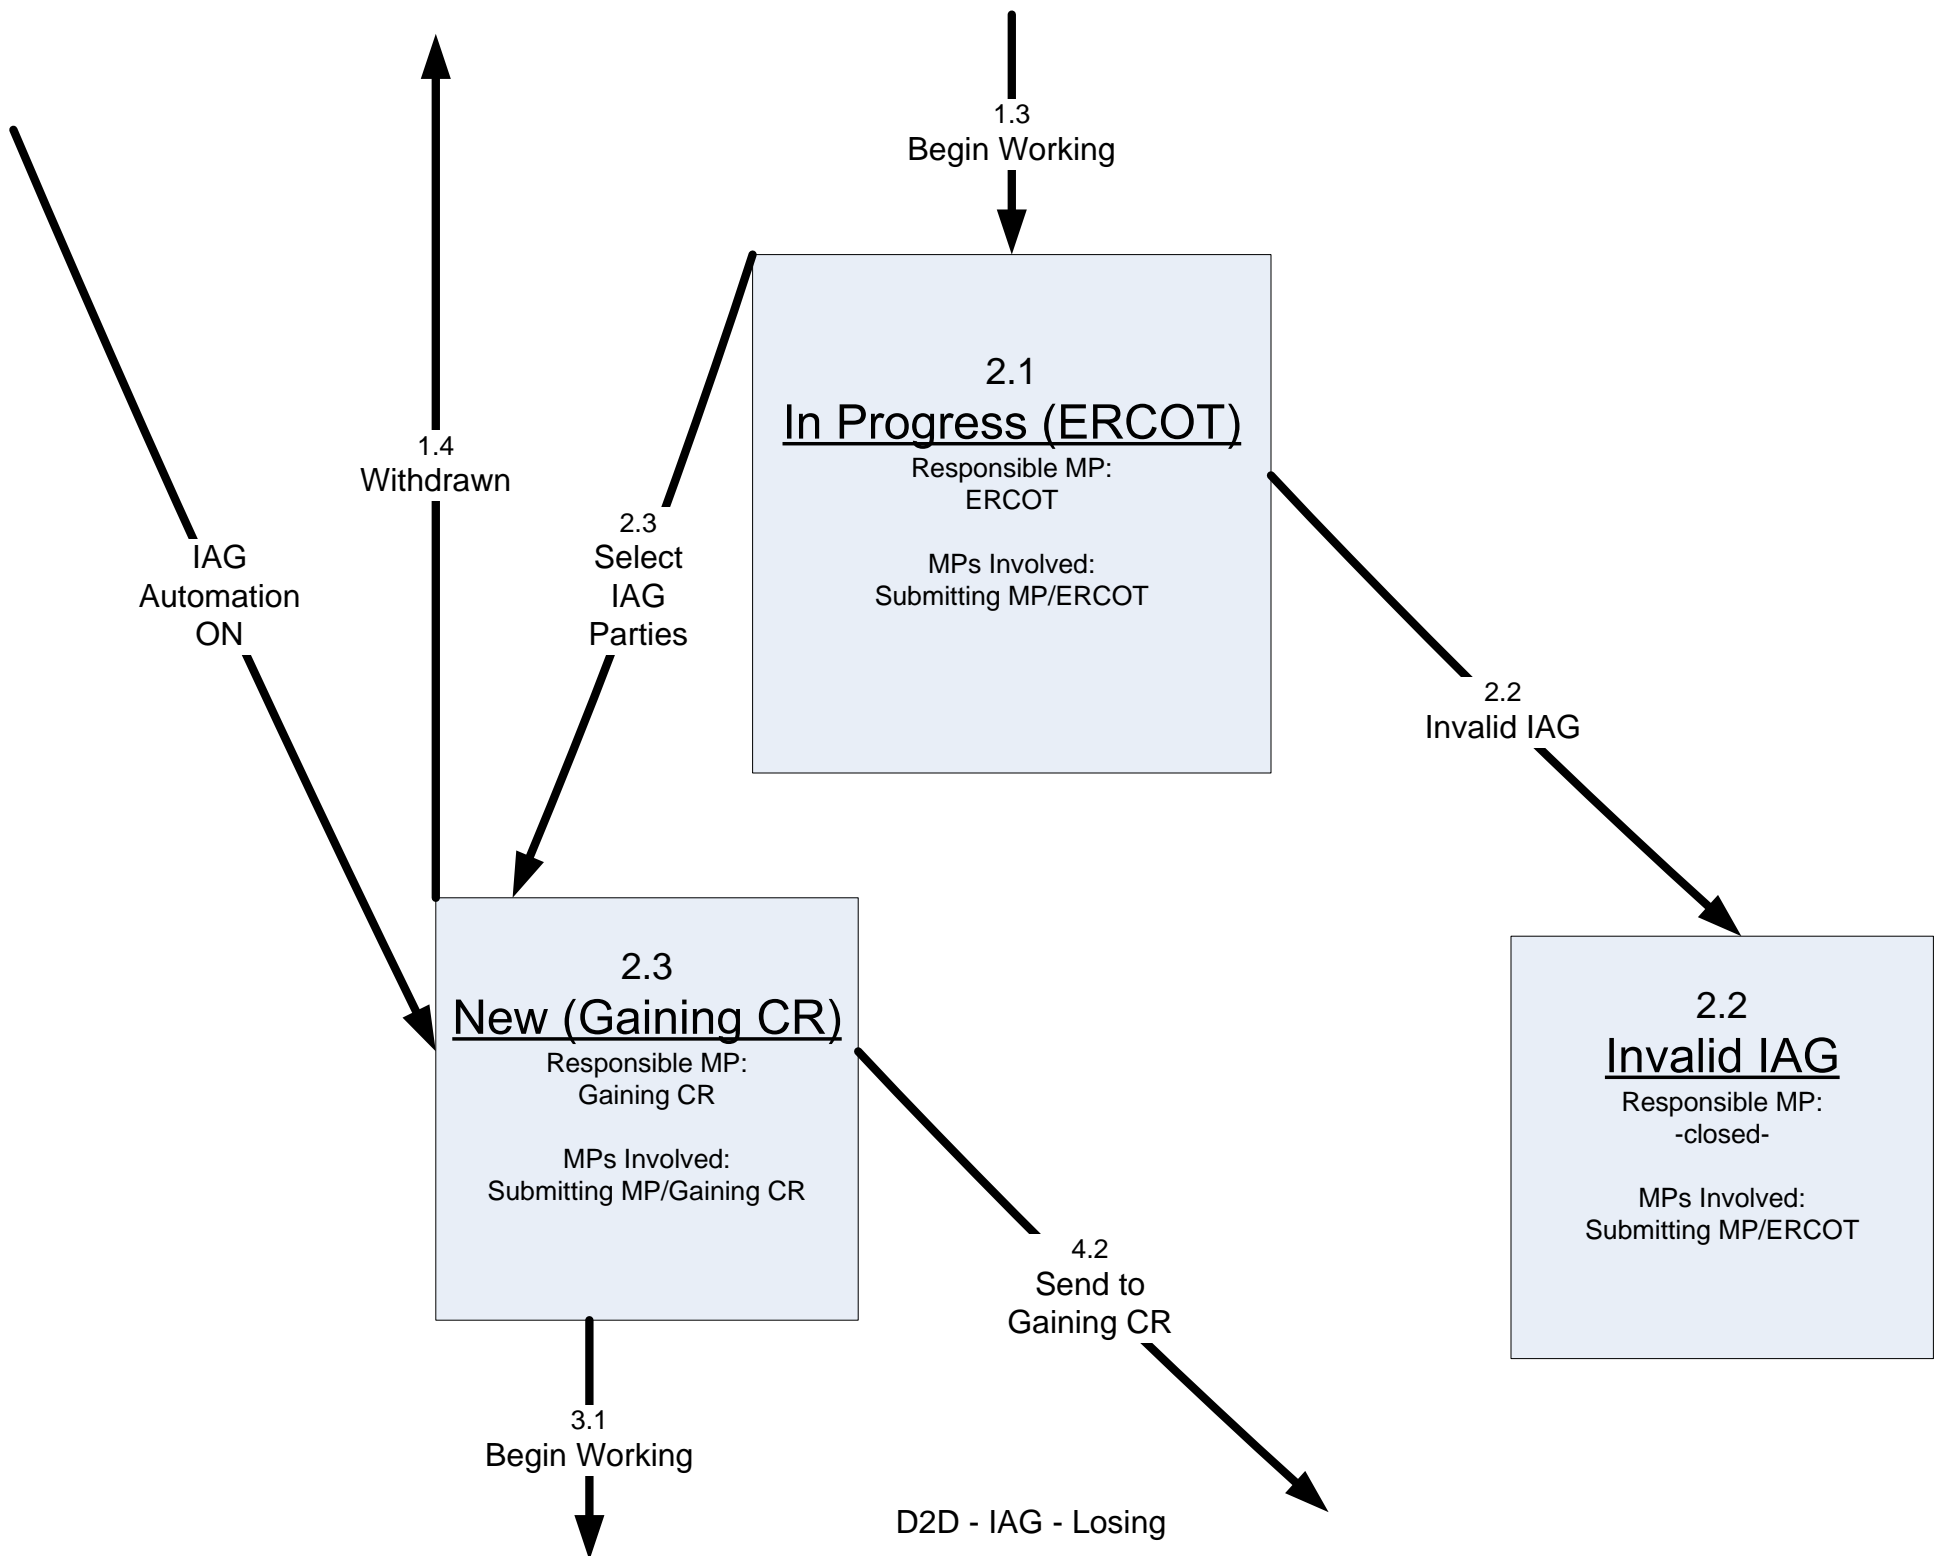 1.3
Begin Working
2.1
In Progress (ERCOT)
Responsible MP:
ERCOT
MPs Involved:
Submitting MP/ERCOT
1.4
Withdrawn
2.3
Select
IAG
Parties
IAG
Automation
ON
2.2
Invalid IAG
2.3
New (Gaining CR)
Responsible MP:
Gaining CR
MPs Involved:
Submitting MP/Gaining CR
2.2
Invalid IAG
Responsible MP:
-closed-
MPs Involved:
Submitting MP/ERCOT
4.2
Send to
Gaining CR
3.1
Begin Working
D2D - IAG - Losing